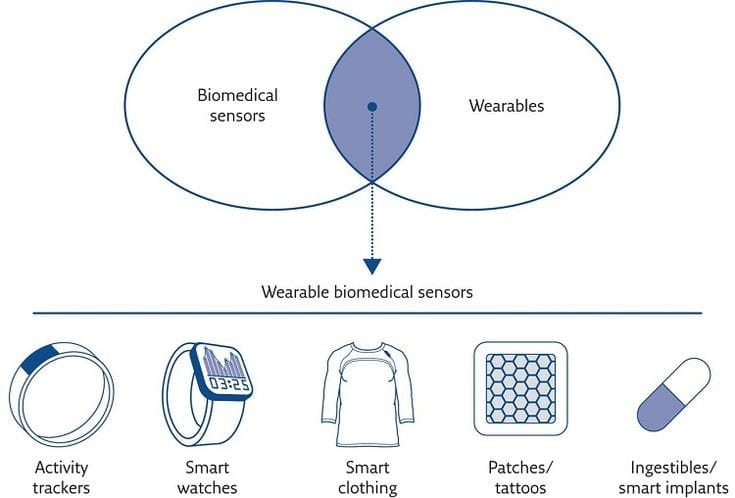 Biomedical
sensors
Wearables
Wearable biomedical sensors
03:25
Activity
trackers
Smart
watches
Smart
clothing
Patches/
tattoos
Ingestibles/
smart implants